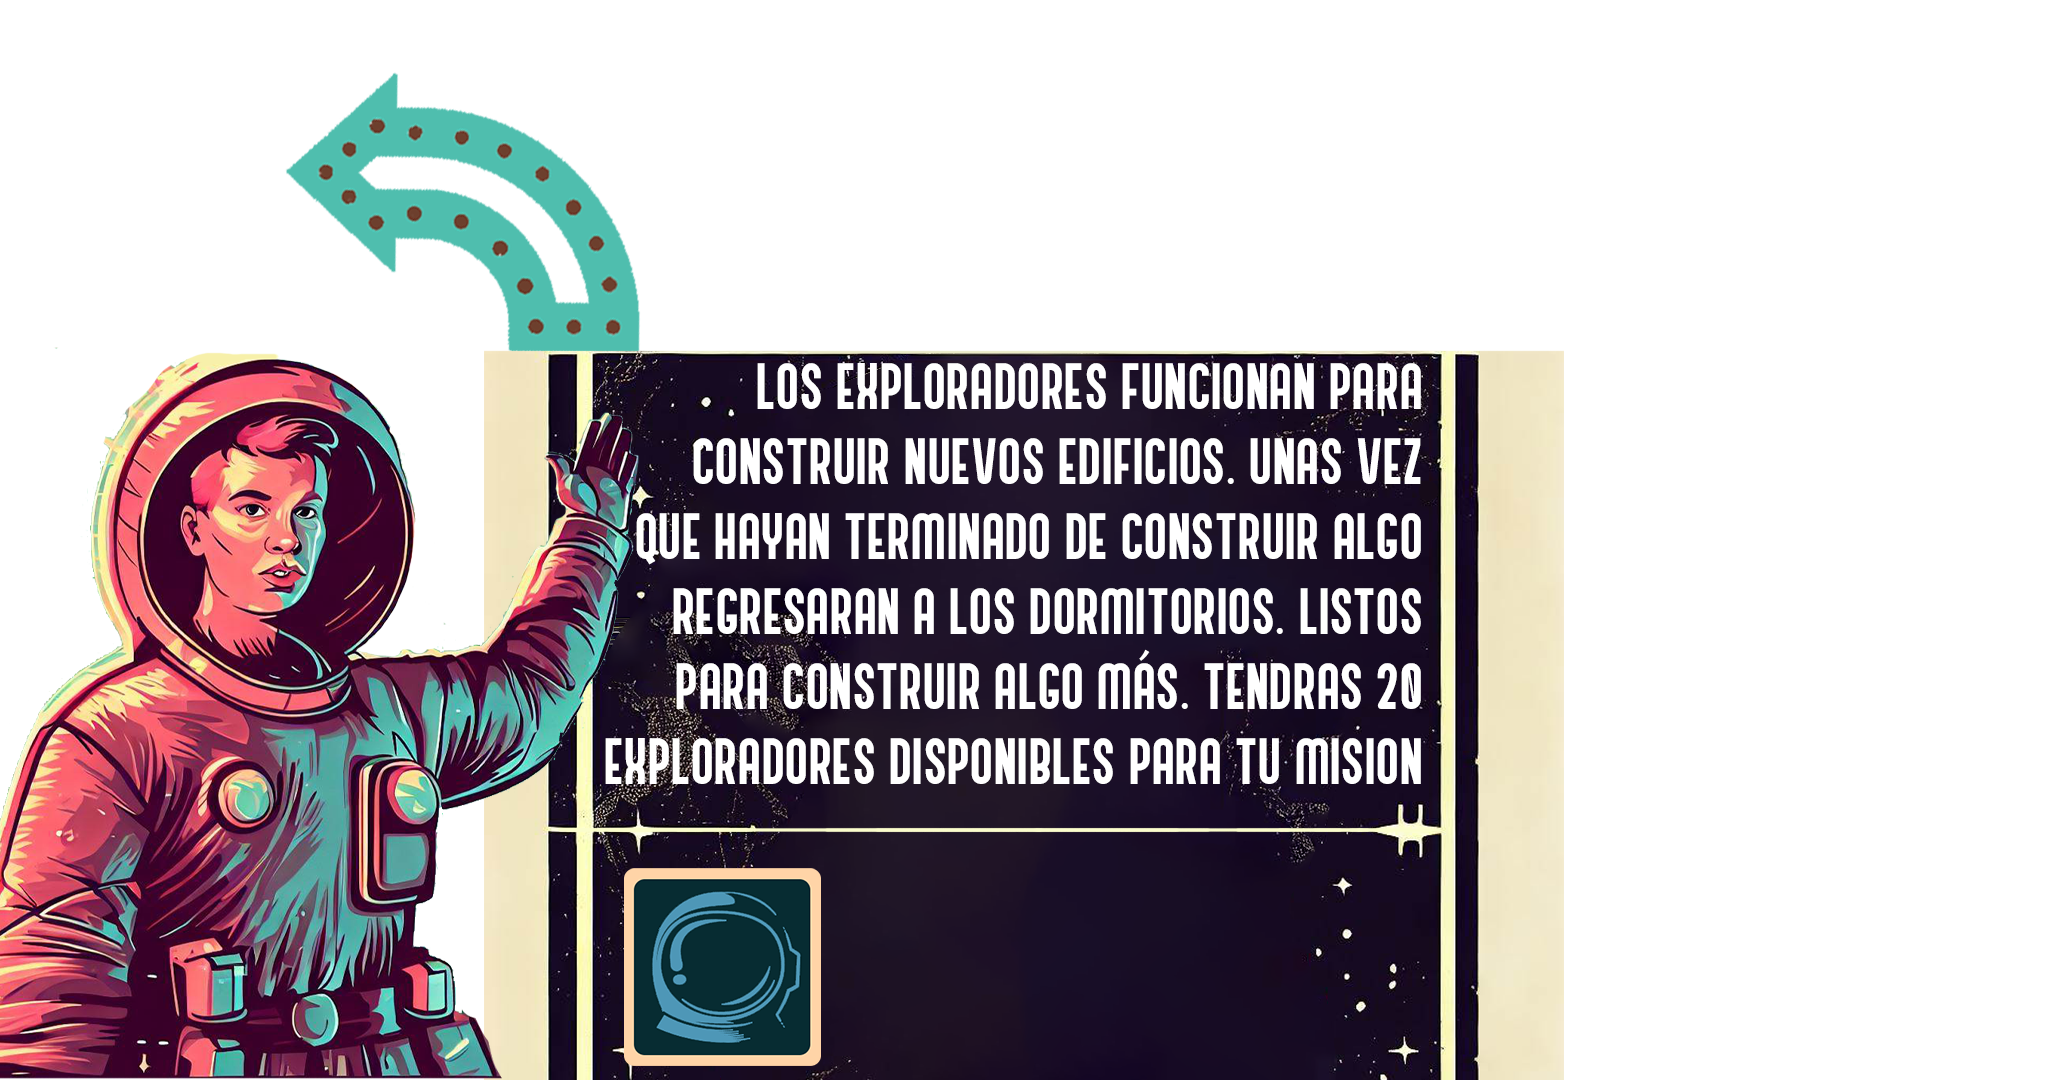 LOS EXPLORADORES FUNCIONAN PARA
CONSTRUIR NUEVOS EDIFICIOS. UNAS VEZ
QUE HAYAN TERMINADO DE CONSTRUIR ALGO
REGRESARAN A LOS DORMITORIOS. LISTOS
PARA CONSTRUIR ALGO MÁS. TENDRAS 20
EXPLORADORES DISPONIBLES PARA TU MISION